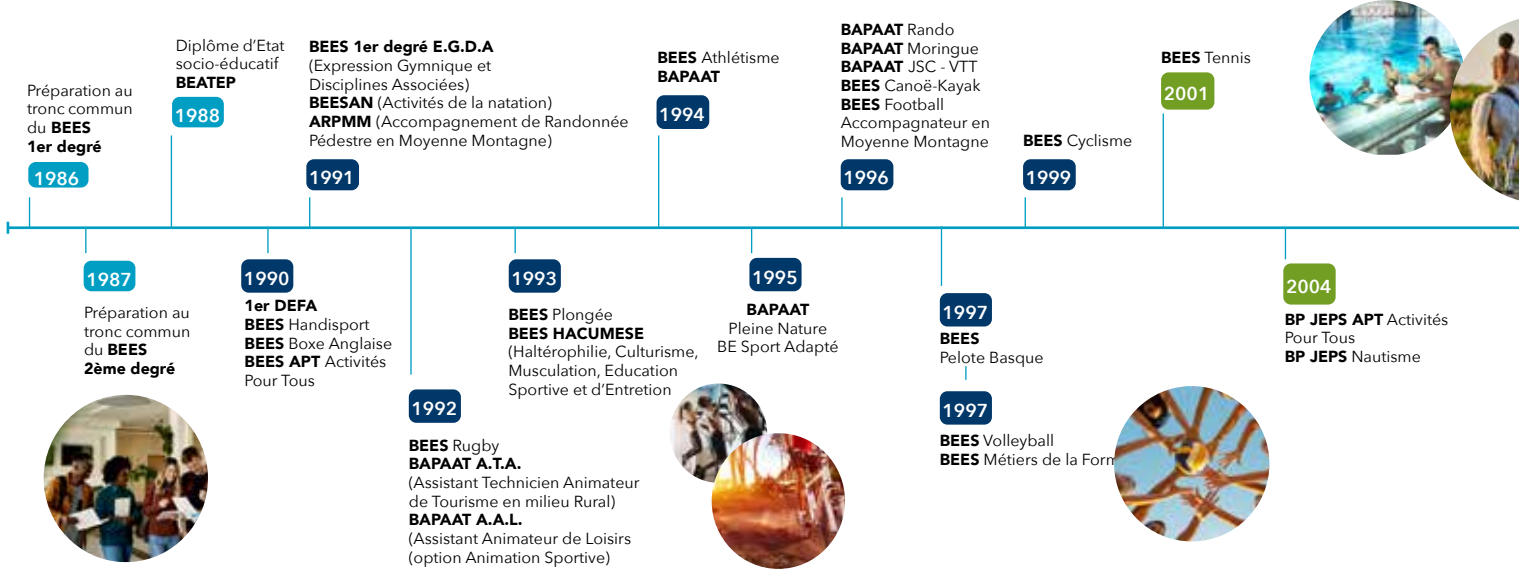 Préparation au
tronc commun
du BEES
1er degré
1986
1987
Préparation au
tronc commun
du BEES
2ème degré
Diplôme d'Etat
socio-éducatif
BEATEP
1988
1990
1er DEFA
BEES Handisport
BEES Boxe Anglaise
BEES APT Activités
Pour Tous
BEES 1er degré E.G.D.A
(Expression Gymnique et
Disciplines Associées)
BEESAN (Activités de la natation)
ARPMM (Accompagnement de Randonnée
Pédestre en Moyenne Montagne)
1991
1992
BEES Rugby
BAPAAT A.T.A.
(Assistant Technicien Animateur
de Tourisme en milieu Rural)
BAPAAT A.A.L.
(Assistant Animateur de Loisirs
(option Animation Sportive)
1993
BEES Plongée
BEES HACUMESE
(Haltérophilie, Culturisme,
Musculation, Education
Sportive et d'Entretion
BEES Athlétisme
BAPAAT
1994
1995
BAPAAT
Pleine Nature
BE Sport Adapté
BAPAAT Rando
BAPAAT Moringue
BAPAAT JSC - VTT
BEES Canoë-Kayak
BEES Football
Accompagnateur en
Moyenne Montagne
1996
1997
BEES
Pelote Basque
1997
BEES Volleyball
BEES Métiers de la
BEES Cyclisme
1999
BEES Tennis
2001
2004
BP JEPS APT Activités
Pour Tous
BP JEPS Nautisme